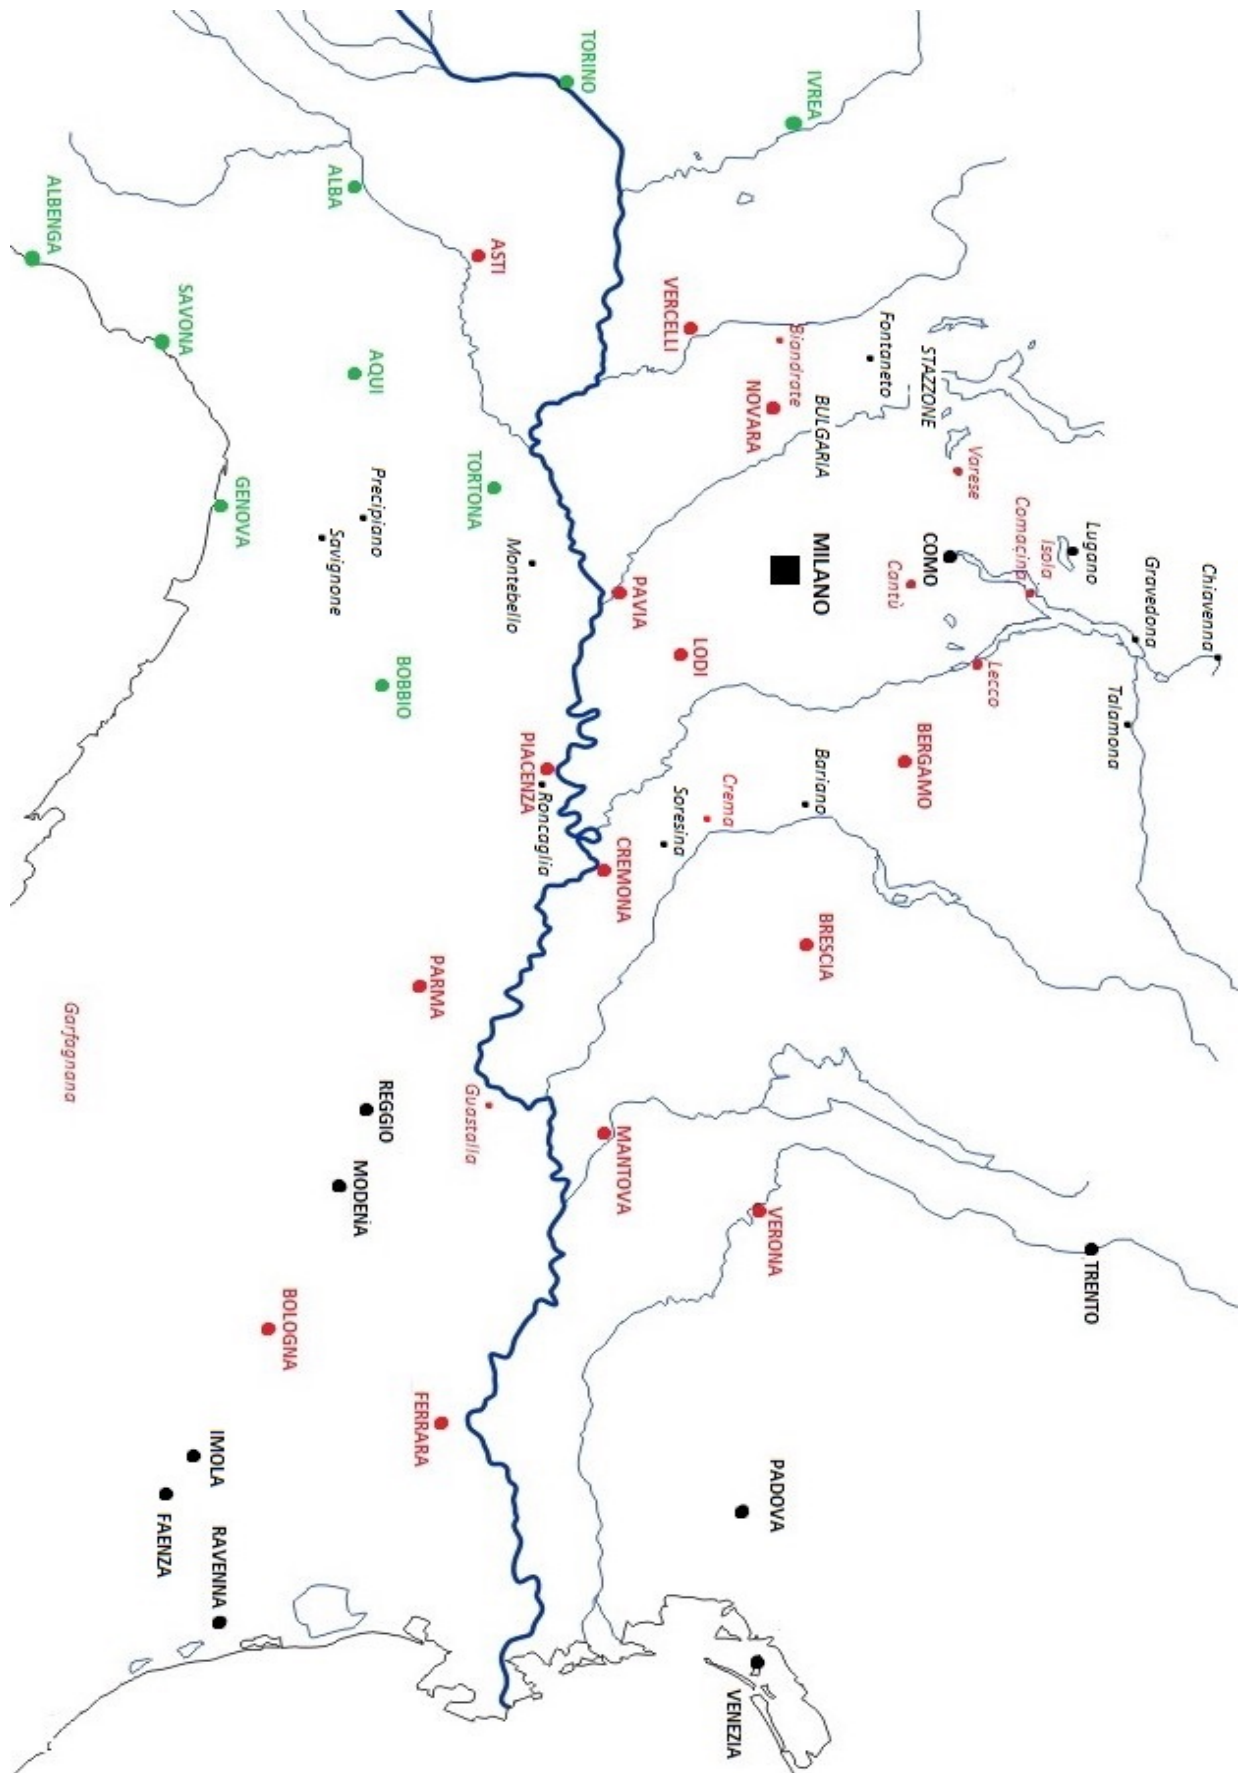 Chiavenna
Gravedona
Talamona
Lugano
Isola
Comacina
Varese
COMO
Cantù
Lecco
STAZZONE
Fontaneto
IVREA
Biandrate
BULGARIA
NOVARA
VERCELLI
MILANO
BERGAMO
Bariano
BRESCIA
Crema
Soresina
LODI
PAVIA
CREMONA
TRENTO
VERONA
PADOVA
VENEZIA
MANTOVA
TORINO
ASTI
ALBA
TORTONA
Montebello
PIACENZA
Roncaglia
AQUI
Precipiano
Savignone
BOBBIO
PARMA
Guastalla
REGGIO
MODENA
FERRARA
BOLOGNA
ALBENGA
SAVONA
GENOVA
Garfagnana
IMOLA
FAENZA
RAVENNA